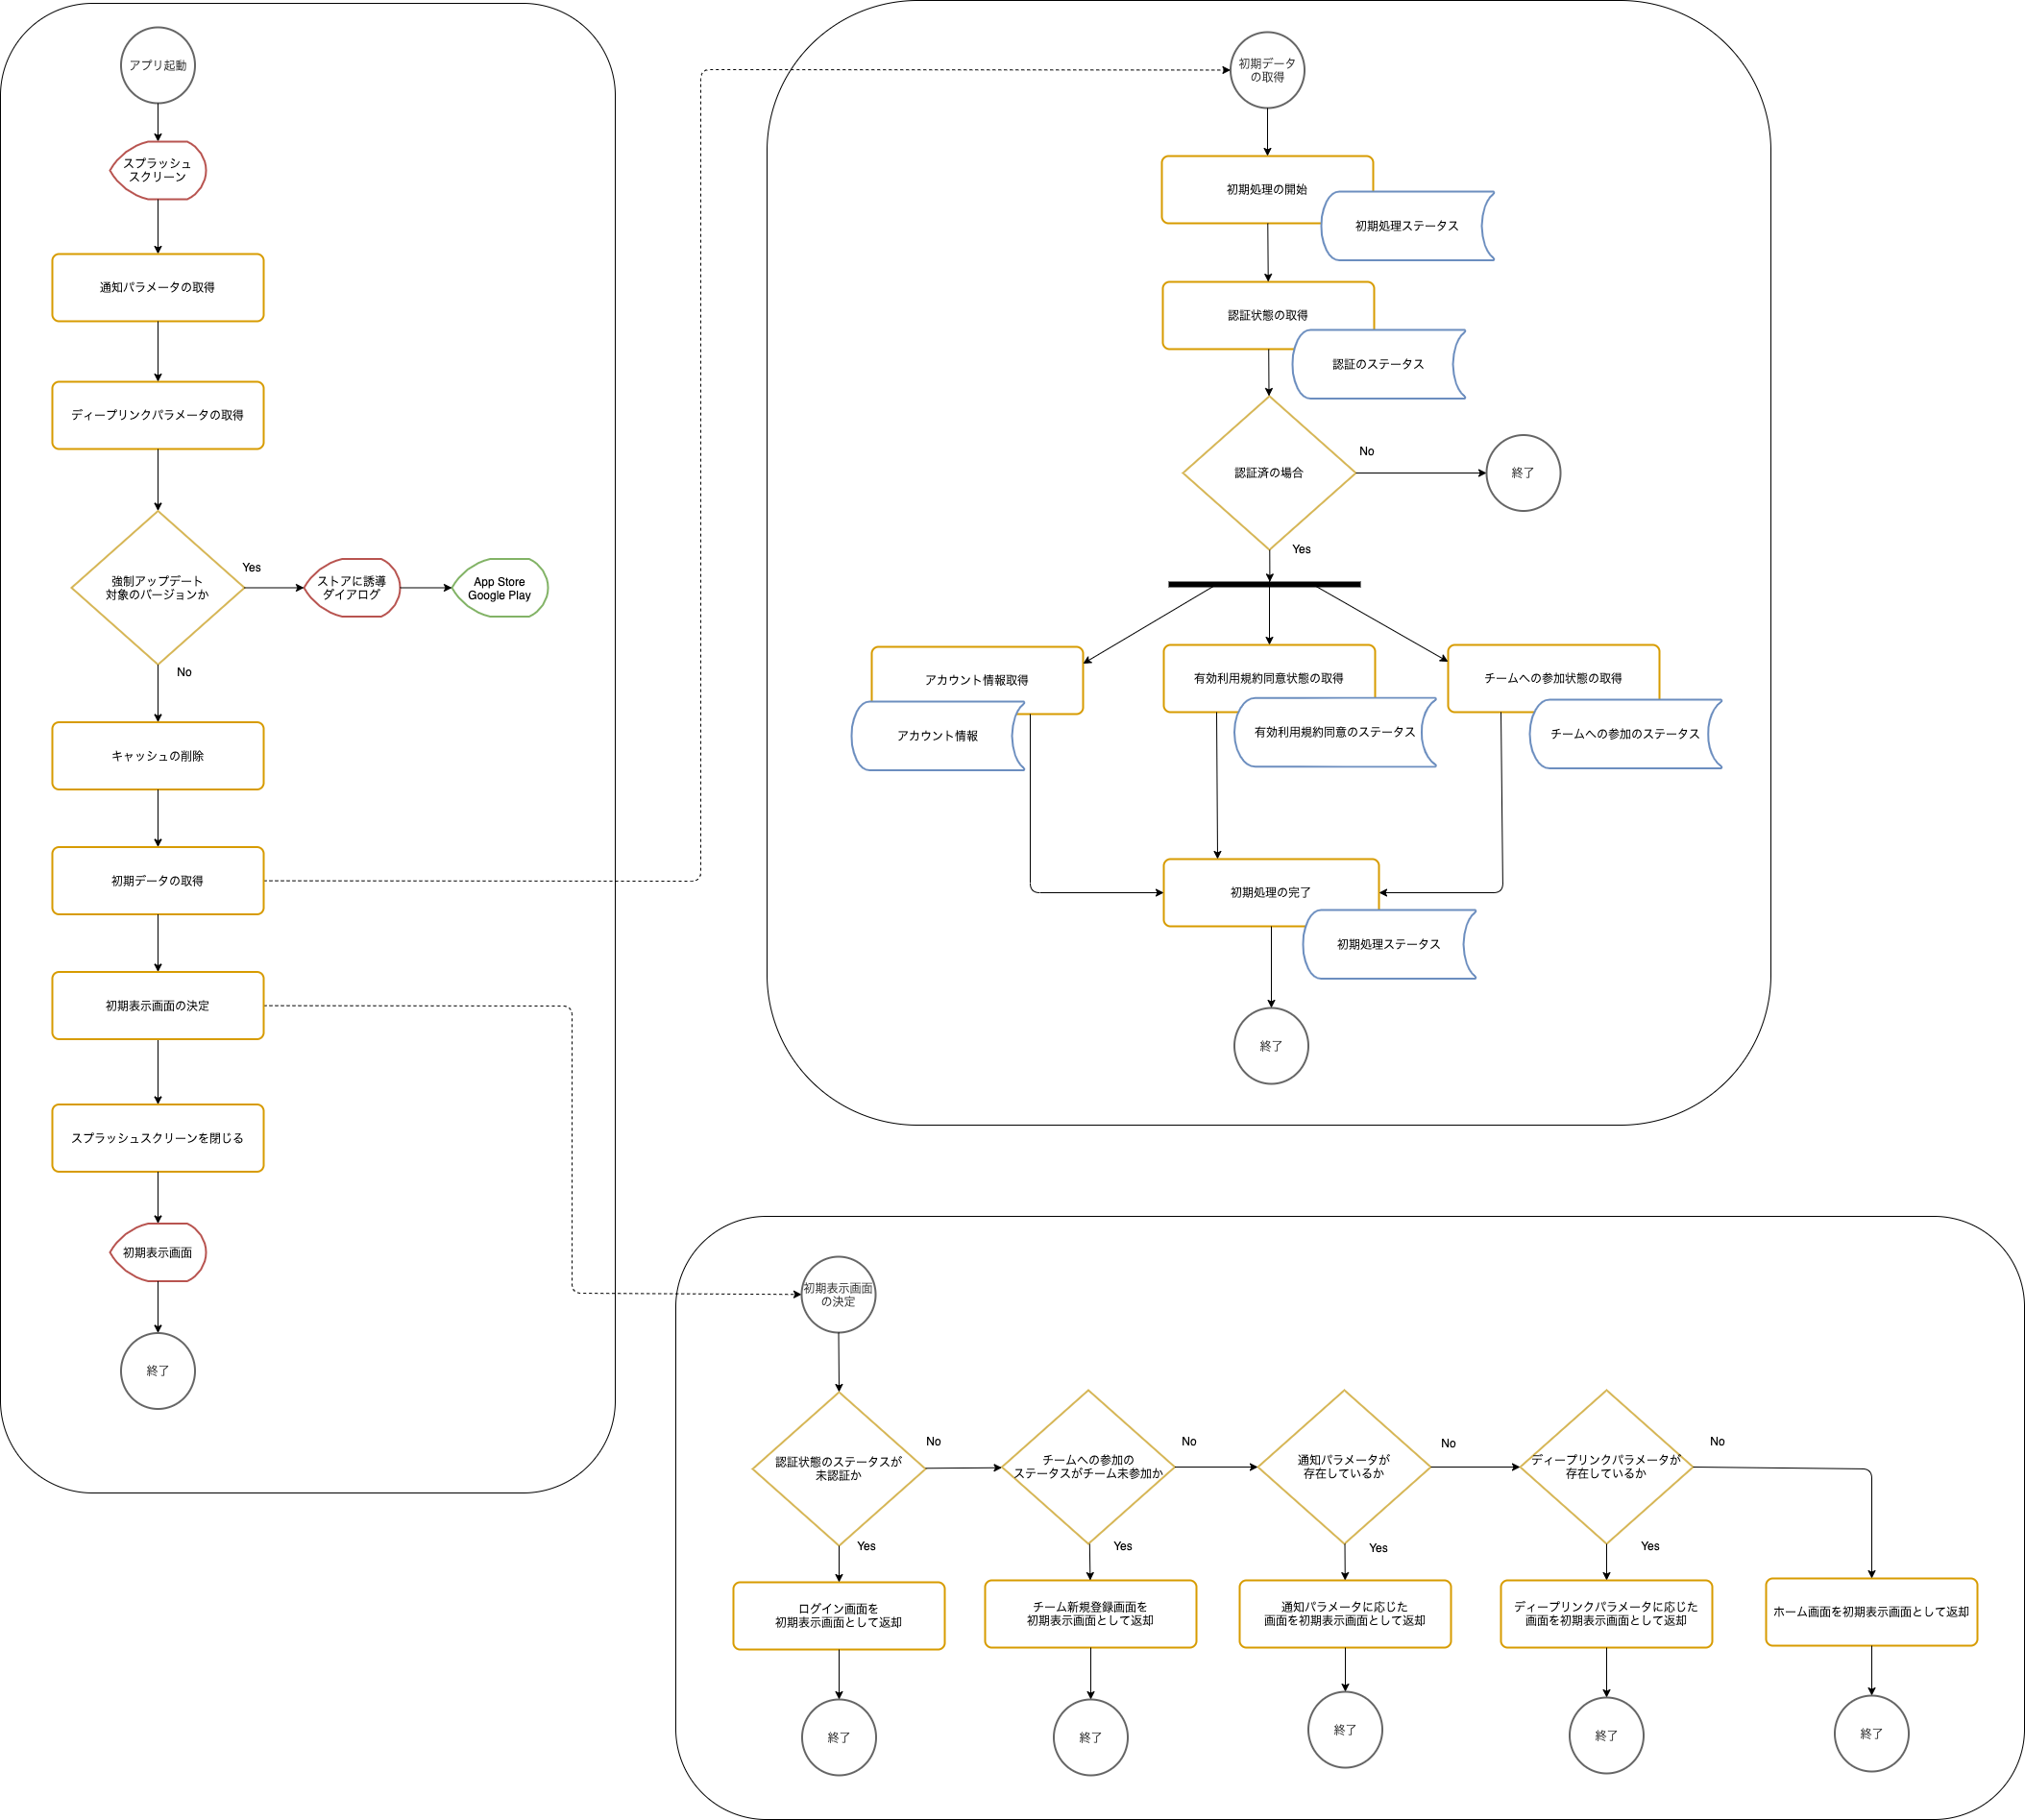 アプリ起動
スプラッシュ
スクリーン
通知パラメータの取得
ディープリンクパラメータの取得
強制アップデート
対象のバージョンか
Yes
ストアに誘導
ダイアログ
App Store
Google Play
No
キャッシュの削除
初期データの取得
初期表示画面の決定
スプラッシュスクリーンを閉じる
初期表示画面
終了
初期データ
の取得
初期処理の開始
初期処理ステータス
認証状態の取得
認証のステータス
認証済の場合
No
終了
Yes
アカウント情報取得
アカウント情報
有効利用規約同意状態の取得
有効利用規約同意のステータス
チームへの参加状態の取得
チームへの参加のステータス
初期処理の完了
初期処理ステータス
終了
初期表示画面
の決定
認証状態のステータスが
未認証か
No
チームへの参加の
ステータスがチーム未参加か
No
通知パラメータが
存在しているか
No
ディープリンクパラメータが
存在しているか
No
Yes
Yes
Yes
Yes
ログイン画面を
初期表示画面として返却
チーム新規登録画面を
初期表示画面として返却
通知パラメータに応じた
画面を初期表示画面として返却
ディープリンクパラメータに応じた
画面を初期表示画面として返却
ホーム画面を初期表示画面として返却
終了
終了
終了
終了
終了